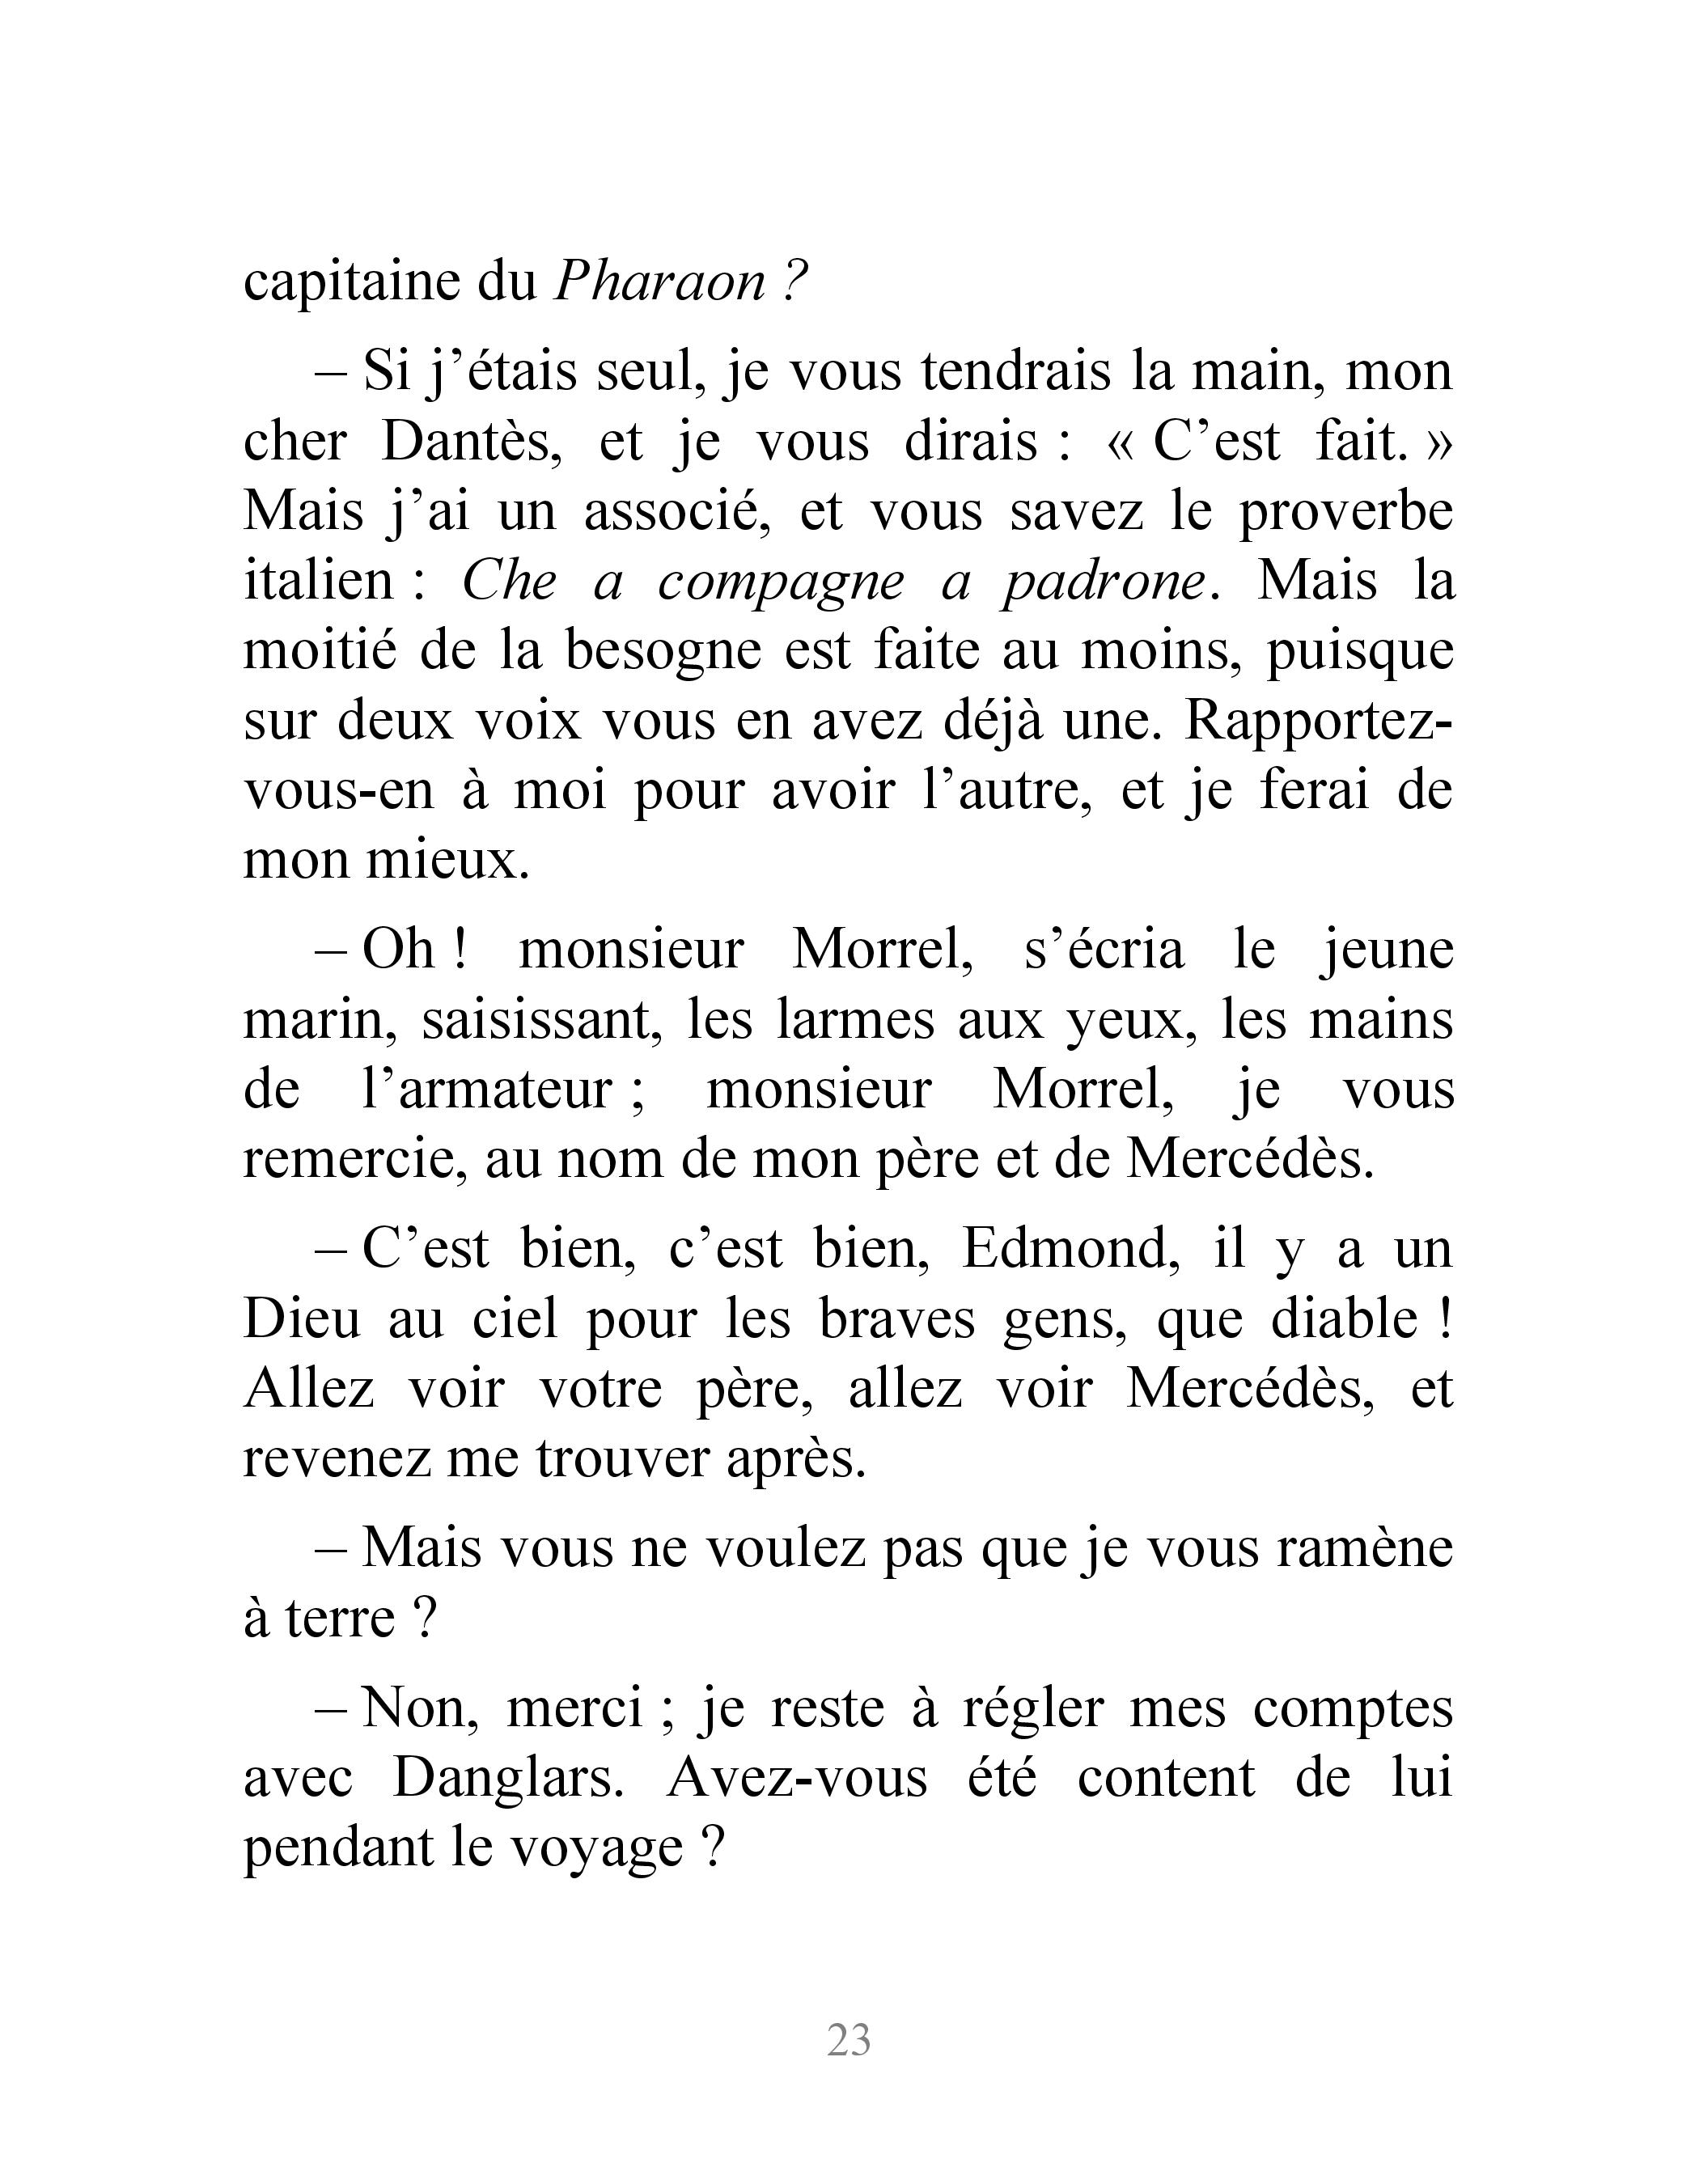 capitaine du Pharaon ?
– Si j’étais seul, je vous tendrais la main, mon
cher Dantès, et je vous dirais : « C’est fait. »
Mais j’ai un associé, et vous savez le proverbe
italien : Che a compagne a padrone. Mais la
moitié de la besogne est faite au moins, puisque
sur deux voix vous en avez déjà une. Rapportez-
vous-en à moi pour avoir l’autre, et je ferai de
mon mieux.
– Oh ! monsieur Morrel, s’écria le jeune
marin, saisissant, les larmes aux yeux, les mains
de l’armateur ; monsieur Morrel, je vous
remercie, au nom de mon père et de Mercédès.
– C’est bien, c’est bien, Edmond, il y a un
Dieu au ciel pour les braves gens, que diable !
Allez voir votre père, allez voir Mercédès, et
revenez me trouver après.
– Mais vous ne voulez pas que je vous ramène
à terre ?
– Non, merci ; je reste à régler mes comptes
avec Danglars. Avez-vous été content de lui
pendant le voyage ?
23